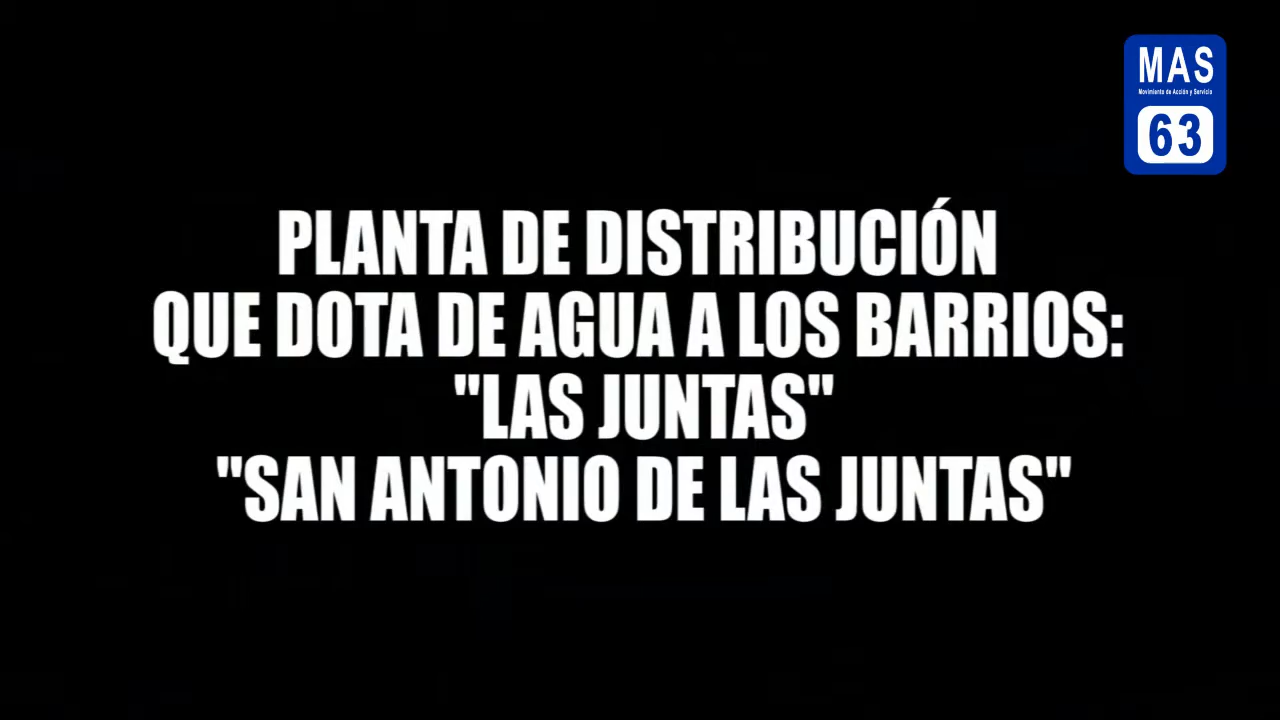 MAS
Movimiento de Acción y Servicio
63
PLANTA DE DISTRIBUCIÓN
QUE DOTA DE AGUA A LOS BARRIOS:
"LAS JUNTAS"
"SAN ANTONIO DE LAS JUNTAS"